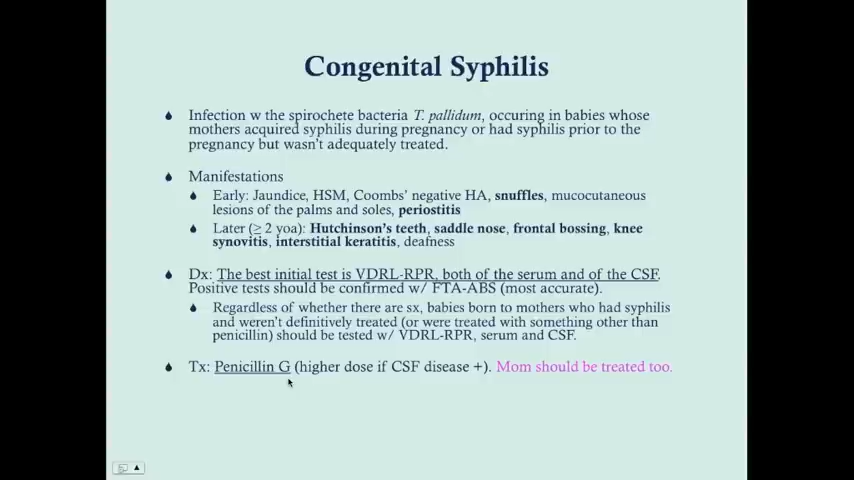 Congenital Syphilis
Infection w the spirochete bacteria T. pallidum, occuring in babies whose
mothers acquired syphilis during pregnancy or had syphilis prior to the
pregnancy but wasn't adequately treated.
Manifestations
Early: Jaundice, HSM, Coombs' negative HA, snuffles, mucocutaneous
lesions of the palms and soles, periostitis
Later (≥ 2 yoa): Hutchinson's teeth, saddle nose, frontal bossing, knee
synovitis, interstitial keratitis, deafness
Dx: The best initial test is VDRL-RPR, both of the serum and of the CSF.
Positive tests should be confirmed w/ FTA-ABS (most accurate).
Regardless of whether there are sx, babies born to mothers who had syphilis
and weren't definitively treated (or were treated with something other than
penicillin) should be tested w/ VDRL-RPR, serum and CSF.
Tx: Penicillin G (higher dose if CSF disease +). Mom should be treated too.